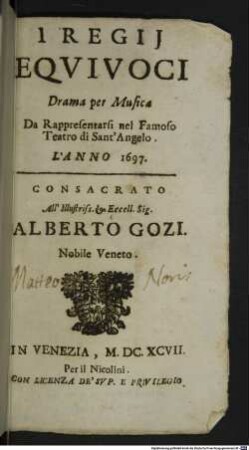 I REGIJ
EQVIVOCI
Drama per Musica
Da Rappresentarsi nel Famoso
Teatro di Sant'Angelo.
L'ANNO 1697.
CONSACRATO
All' Illustriss. & Eccell. Sig.
ALBERTO GOZI.
Nobile Veneto.
Matteo Noris
IN VENEZIA, M. DC. XCVII.
Per il Nicolini.
CON LICENZA DE' SVP. E PRIVILEGIO.